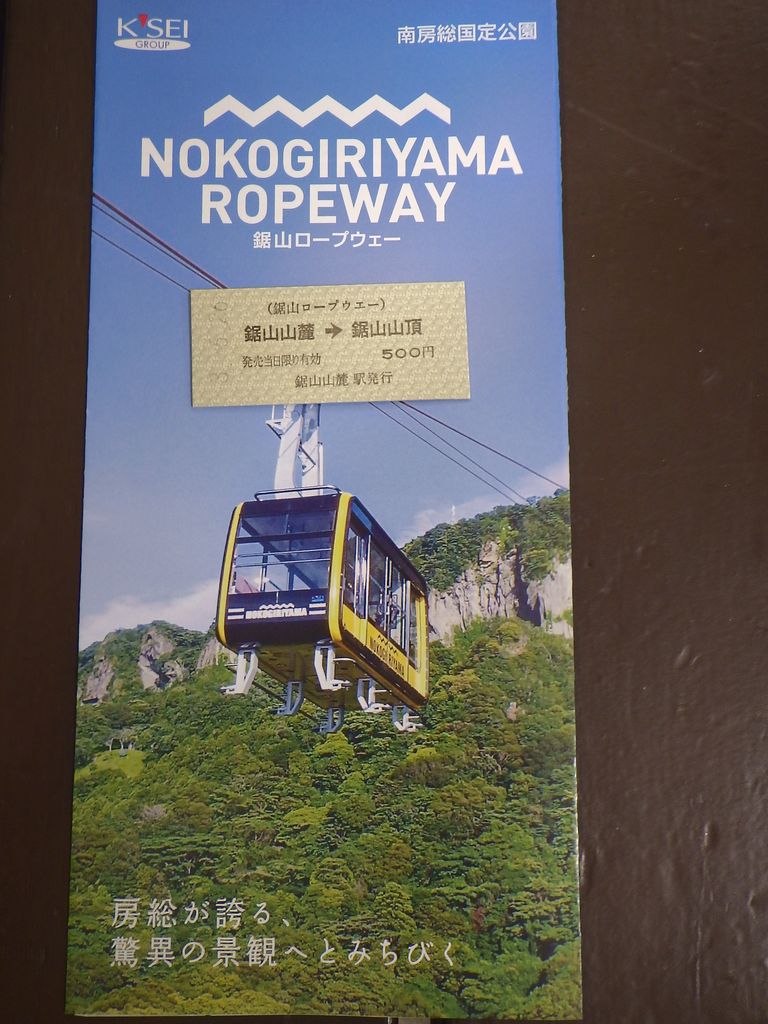 K'SEI
GROUP
南房総国定公園
NOKOGIRIYAMA
ROPEWAY
鋸山ロープウェー
(鋸山ロープウエー)
鋸山山麓 ➔ 鋸山山頂
発売当日限り有効 500円
鋸山山麓 駅発行
NOKOGIRIYAMA
NOKOGIRIYAMA
房総が誇る、
驚異の景観へとみちびく